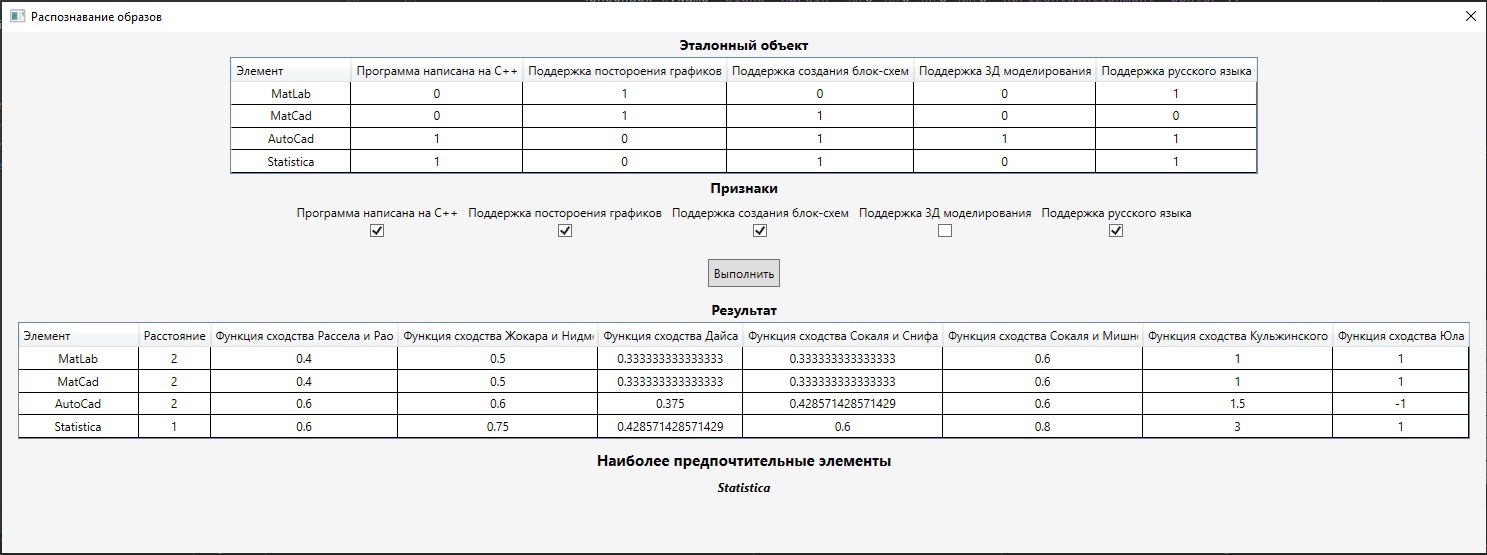 Распознавание образов
Эталонный объект
Элемент Программа написана на C++ Поддержка постороения графиков Поддержка создания блок-схем Поддержка 3Д моделирования Поддержка русского языка
MatLab 0 1 0 0 1
MatCad 0 1 1 0 0
AutoCad 1 0 1 1 1
Statistica 1 0 1 0 1
Признаки
Программа написана на C++ Поддержка постороения графиков Поддержка создания блок-схем Поддержка 3Д моделирования Поддержка русского языка
Выполнить
Результат
Элемент Расстояние Функция сходства Рассела и Рао Функция сходства Жокара и Нидм Функция сходства Дайса Функция сходства Сокаля и Снифа Функция сходства Сокаля и Мишн Функция сходства Кульжинского Функция сходства Юла
MatLab 2 0.4 0.5 0.333333333333333 0.333333333333333 0.6 1 1
MatCad 2 0.4 0.5 0.333333333333333 0.333333333333333 0.6 1 1
AutoCad 2 0.6 0.6 0.375 0.428571428571429 0.6 1.5 -1
Statistica 1 0.6 0.75 0.428571428571429 0.6 0.8 3 1
Наиболее предпочтительные элементы
Statistica